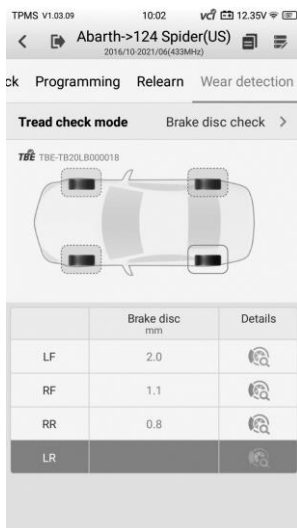 TPMS V1.03.09 10:02 VCI 12.35V
Abarth->124 Spider(US)
2016/10-2021/06(433MHz)
ck Programming Relearn Wear detection
Tread check mode Brake disc check >
TBE TBE-TB20LB000018
Brake disc Details
mm
LF 2.0
RF 1.1
RR 0.8
LR